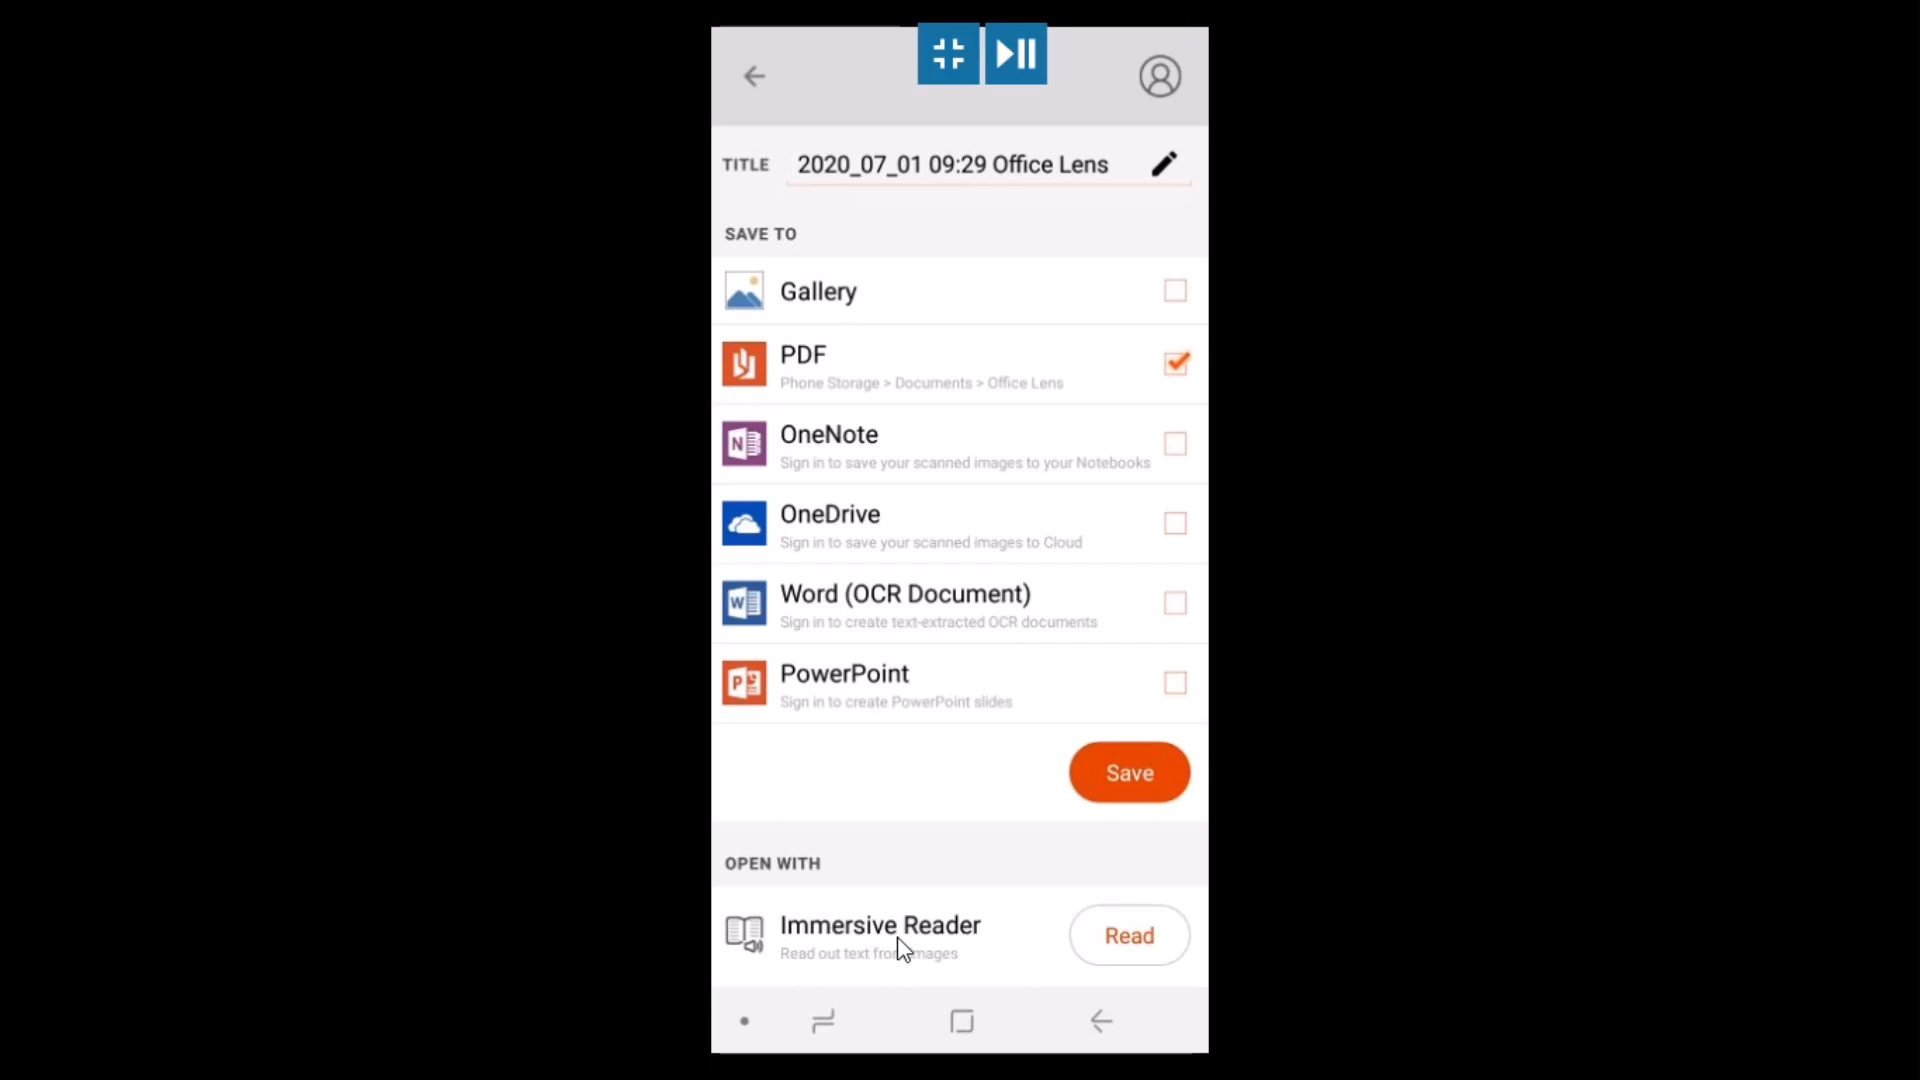 TITLE 2020_07_01 09:29 Office Lens
SAVE TO
Gallery
PDF
Phone Storage > Documents > Office Lens
OneNote
Sign in to save your scanned images to your Notebooks
OneDrive
Sign in to save your scanned images to Cloud
Word (OCR Document)
Sign in to create text-extracted OCR documents
PowerPoint
Sign in to create PowerPoint slides
Save
OPEN WITH
Immersive Reader
Read out text from images
Read